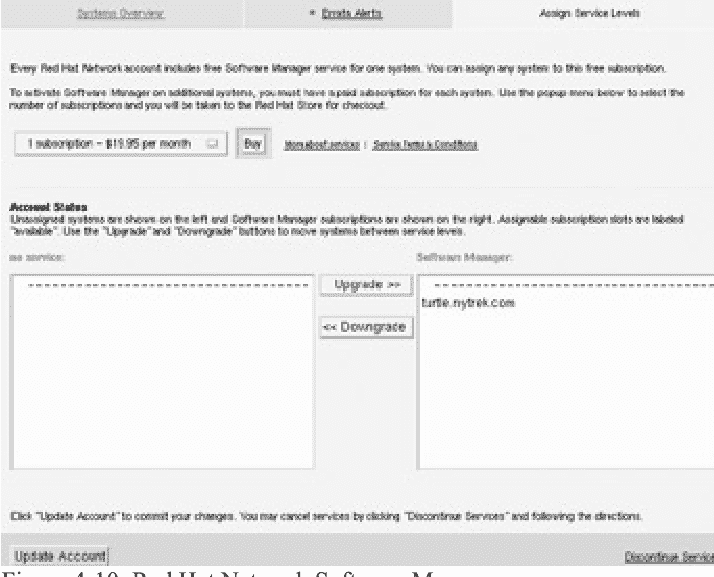 Systems Overview
* Errata Alerts
Assign Service Levels
Every Red Hat Network account includes free Software Manager service for one system. You can assign any system to this free subscription.
To activate Software Manager on additional systems, you must have a paid subscription for each system. Use the popup menu below to select the
number of subscriptions and you will be taken to the Red Hat Store for checkout.
1 subscription - $19.95 per month
Buy
More about services | Service Terms & Conditions
Account Status
Unassigned systems are shown on the left and Software Manager subscriptions are shown on the right. Assignable subscription slots are labeled
"available". Use the "Upgrade" and "Downgrade" buttons to move systems between service levels.
no service:
Software Manager:
Upgrade >>
<< Downgrade
turtle.mytrek.com
Click "Update Account" to commit your changes. You may cancel services by clicking "Discontinue Services" and following the directions.
Update Account
Discontinue Service
Figure 4-10: Red Hat Network Software M